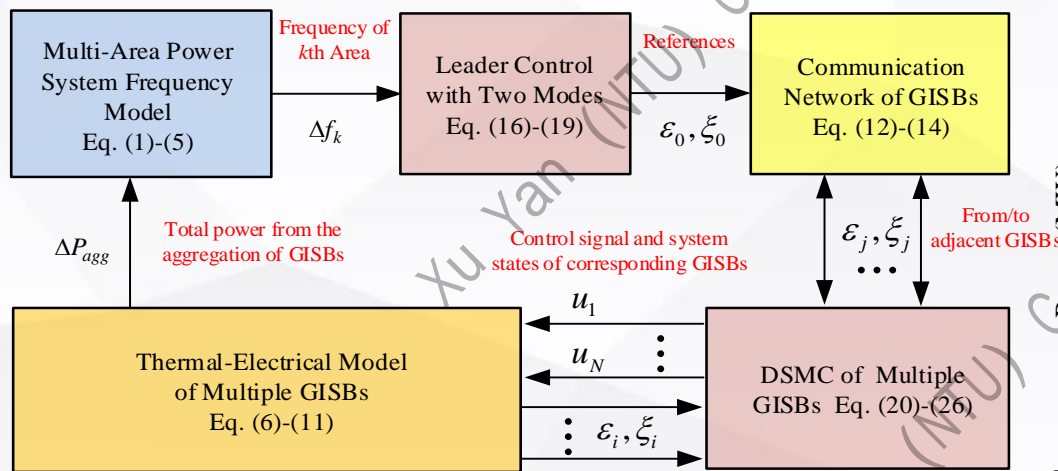 Multi-Area Power
System Frequency
Model
Eq. (1)-(5)
Frequency of
kth Area
Δf_k
Leader Control
with Two Modes
Eq. (16)-(19)
References
ε_0, ξ_0
Communication
Network of GISBs
Eq. (12)-(14)
ΔP_agg
Total power from the
aggregation of GISBs
Control signal and system
states of corresponding GISBs
ε_j, ξ_j
•••
From/to
adjacent GISBs
Thermal-Electrical Model
of Multiple GISBs
Eq. (6)-(11)
u_1
u_N
ε_i, ξ_i
DSMC of Multiple
GISBs Eq. (20)-(26)
Xu Yan (NTU)
(NTU)